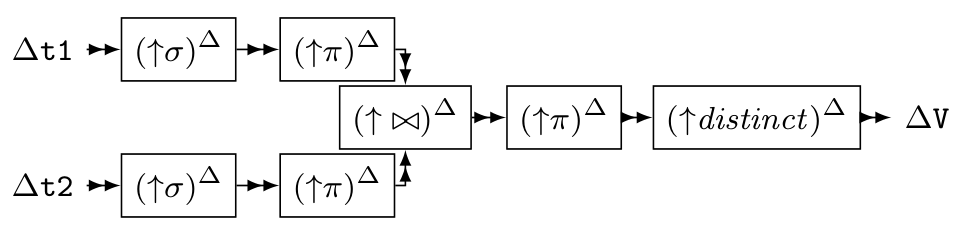 Δt1 (↑σ)^Δ (↑π)^Δ
(↑⋈)^Δ (↑π)^Δ (↑distinct)^Δ ΔV
Δt2 (↑σ)^Δ (↑π)^Δ